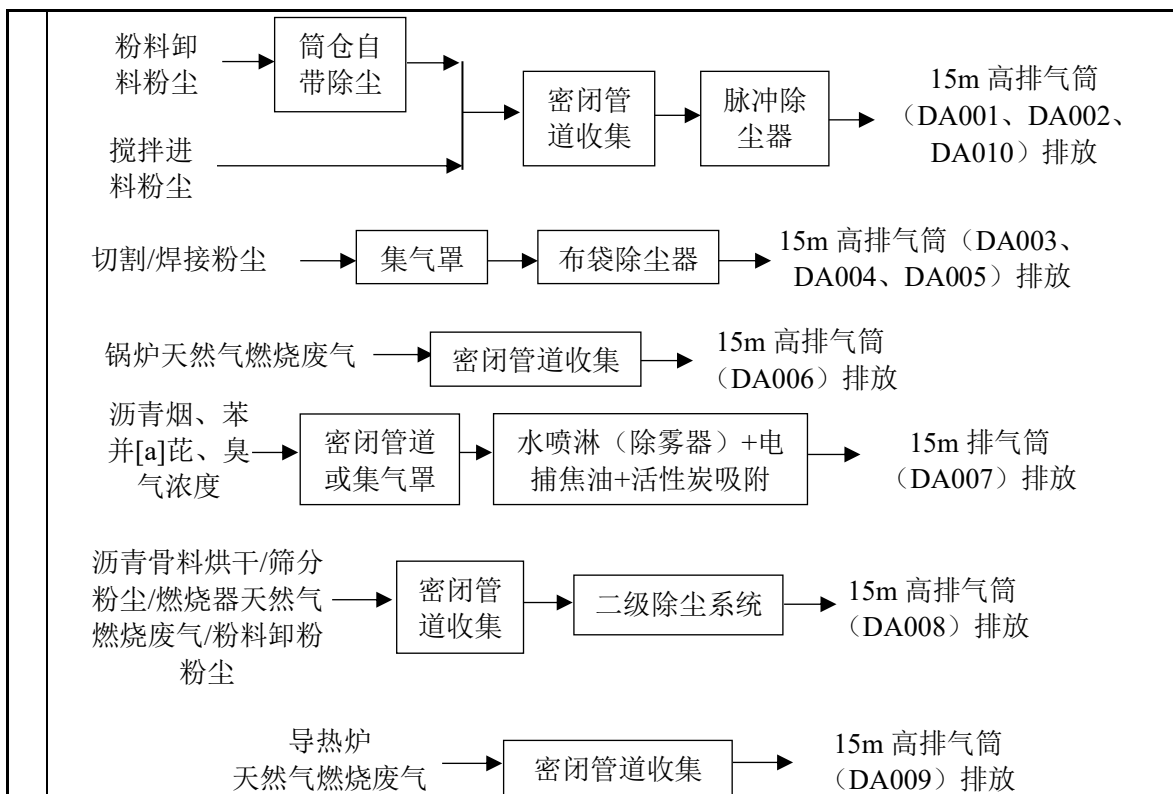 粉料卸
料粉尘
筒仓自
带除尘
搅拌进
料粉尘
密闭管
道收集
脉冲除
尘器
15m 高排气筒
（DA001、DA002、
DA010）排放
切割/焊接粉尘
集气罩
布袋除尘器
15m 高排气筒（DA003、
DA004、DA005）排放
锅炉天然气燃烧废气
密闭管道收集
15m 高排气筒
（DA006）排放
沥青烟、苯
并[a]芘、臭
气浓度
密闭管道
或集气罩
水喷淋（除雾器）+电
捕焦油+活性炭吸附
15m 排气筒
（DA007）排放
沥青骨料烘干/筛分
粉尘/燃烧器天然气
燃烧废气/粉料卸粉
粉尘
密闭管
道收集
二级除尘系统
15m 高排气筒
（DA008）排放
导热炉
天然气燃烧废气
密闭管道收集
15m 高排气筒
（DA009）排放